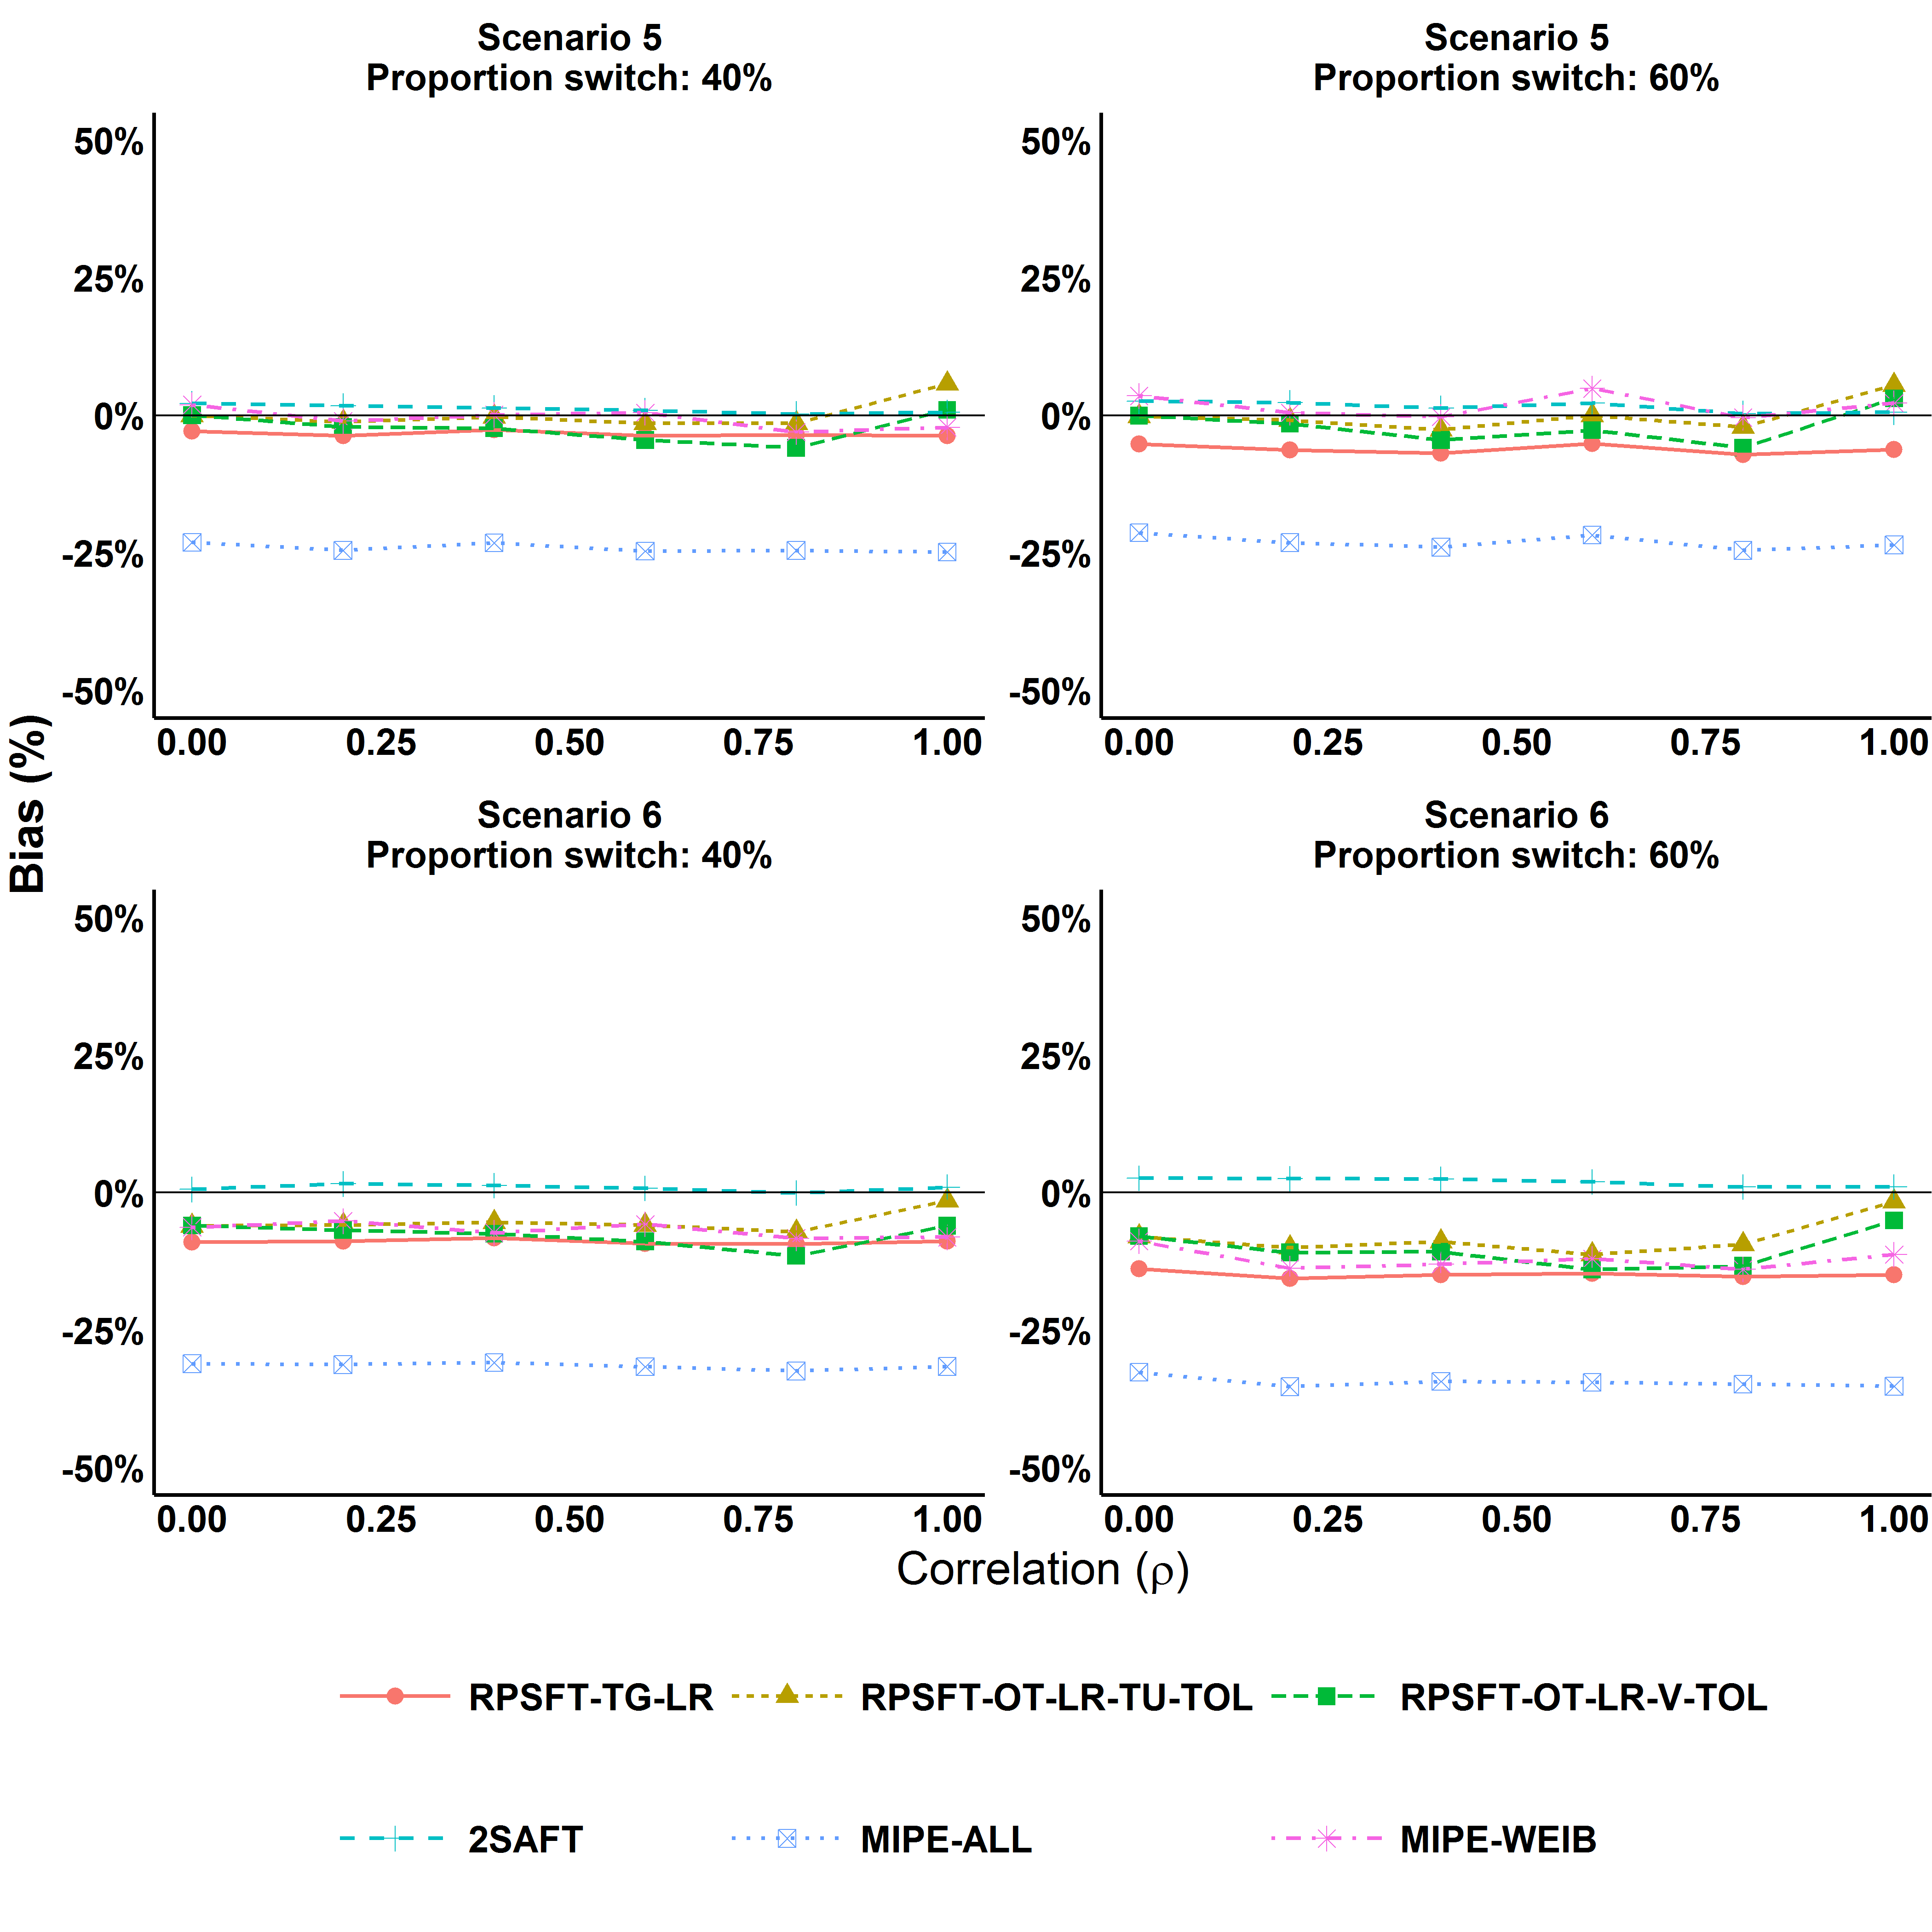 Scenario 5
Proportion switch: 40%
Scenario 5
Proportion switch: 60%
50%
25%
0%
-25%
-50%
0.00 0.25 0.50 0.75 1.00
50%
25%
0%
-25%
-50%
0.00 0.25 0.50 0.75 1.00
Bias (%)
Scenario 6
Proportion switch: 40%
Scenario 6
Proportion switch: 60%
50%
25%
0%
-25%
-50%
0.00 0.25 0.50 0.75 1.00
50%
25%
0%
-25%
-50%
0.00 0.25 0.50 0.75 1.00
Correlation (ρ)
RPSFT-TG-LR RPSFT-OT-LR-TU-TOL RPSFT-OT-LR-V-TOL
2SAFT MIPE-ALL MIPE-WEIB